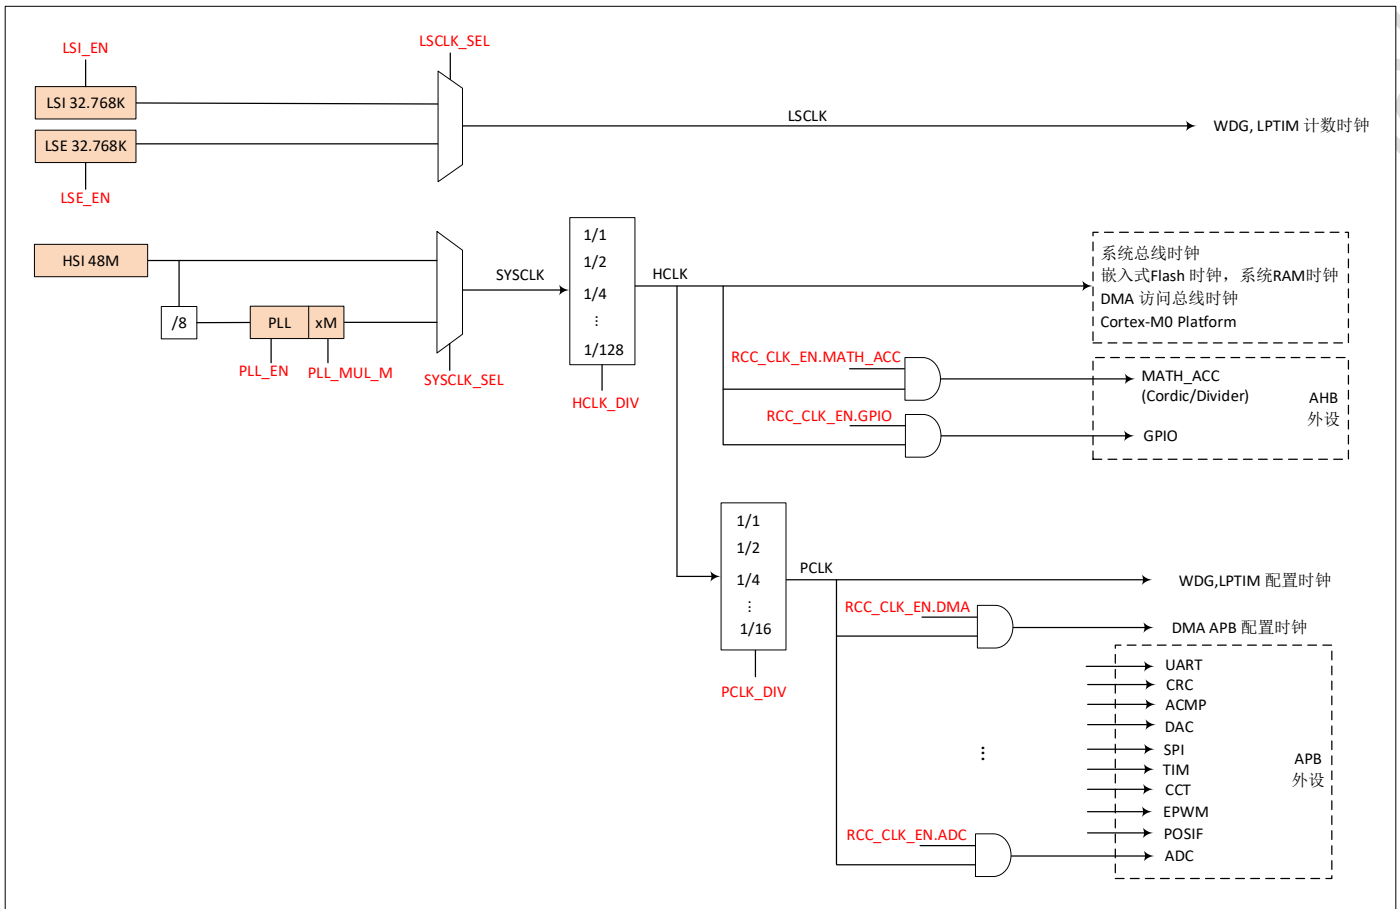 LSI_EN
LSCLK_SEL
LSI 32.768K
LSCLK
WDG, LPTIM 计数时钟
LSE 32.768K
LSE_EN
HSI 48M
SYSCLK
1/1
1/2
1/4
⋮
1/128
HCLK
系统总线时钟
嵌入式Flash 时钟，系统RAM时钟
DMA 访问总线时钟
Cortex-M0 Platform
/8
PLL
xM
PLL_EN
PLL_MUL_M
SYSCLK_SEL
HCLK_DIV
RCC_CLK_EN.MATH_ACC
MATH_ACC
(Cordic/Divider)
AHB
外设
RCC_CLK_EN.GPIO
GPIO
1/1
1/2
1/4
⋮
1/16
PCLK
WDG,LPTIM 配置时钟
RCC_CLK_EN.DMA
DMA APB 配置时钟
PCLK_DIV
UART
CRC
ACMP
DAC
SPI
TIM
CCT
EPWM
POSIF
ADC
⋮
APB
外设
RCC_CLK_EN.ADC